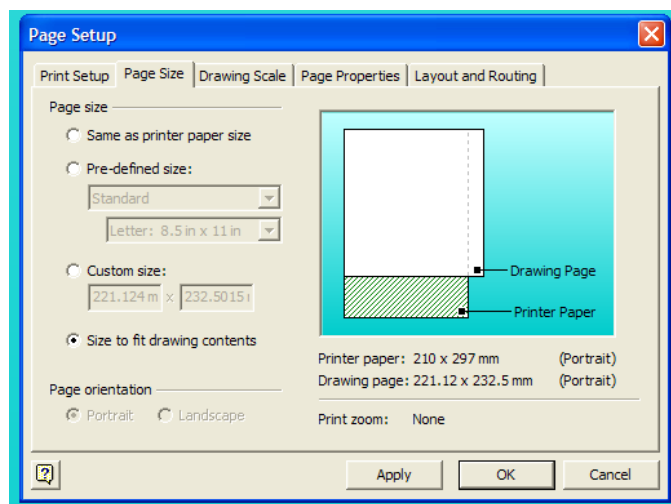 Page Setup
Print Setup Page Size Drawing Scale Page Properties Layout and Routing
Page size
Same as printer paper size
Pre-defined size:
Standard
Letter: 8.5 in x 11 in
Custom size:
221.124 m x 232.5015 r
Size to fit drawing contents
Page orientation
Portrait Landscape
Drawing Page
Printer Paper
Printer paper: 210 x 297 mm (Portrait)
Drawing page: 221.12 x 232.5 mm (Portrait)
Print zoom: None
?
Apply OK Cancel